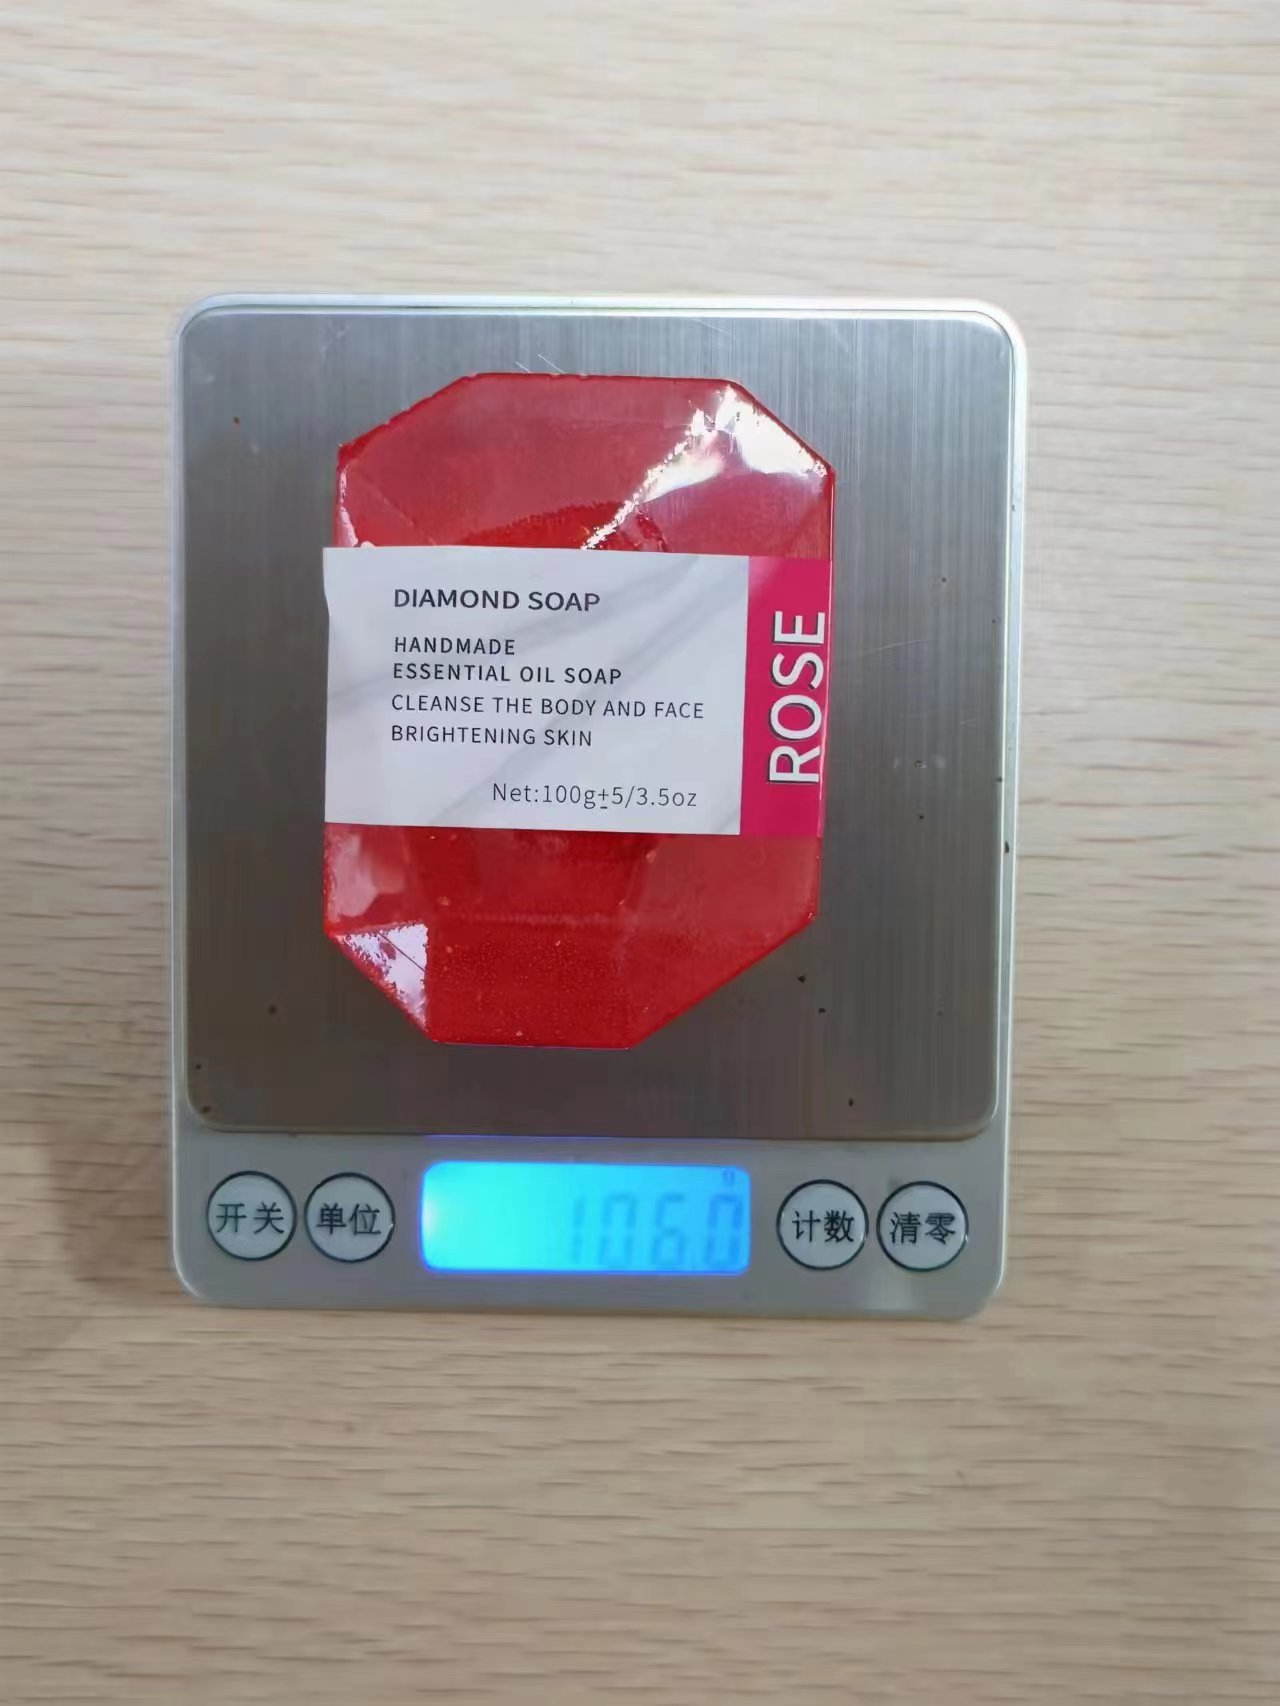 DIAMOND SOAP
HANDMADE
ESSENTIAL OIL SOAP
CLEANSE THE BODY AND FACE
BRIGHTENING SKIN
Net:100g±5/3.5oz
ROSE
g
106.0
开关
单位
计数
清零